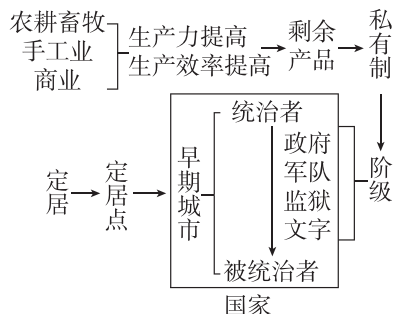 农耕畜牧
手工业
商业
生产力提高
生产效率提高
剩余
产品
私有制
阶级
定居
定居点
早期城市
统治者
政府
军队
监狱
文字
被统治者
国家